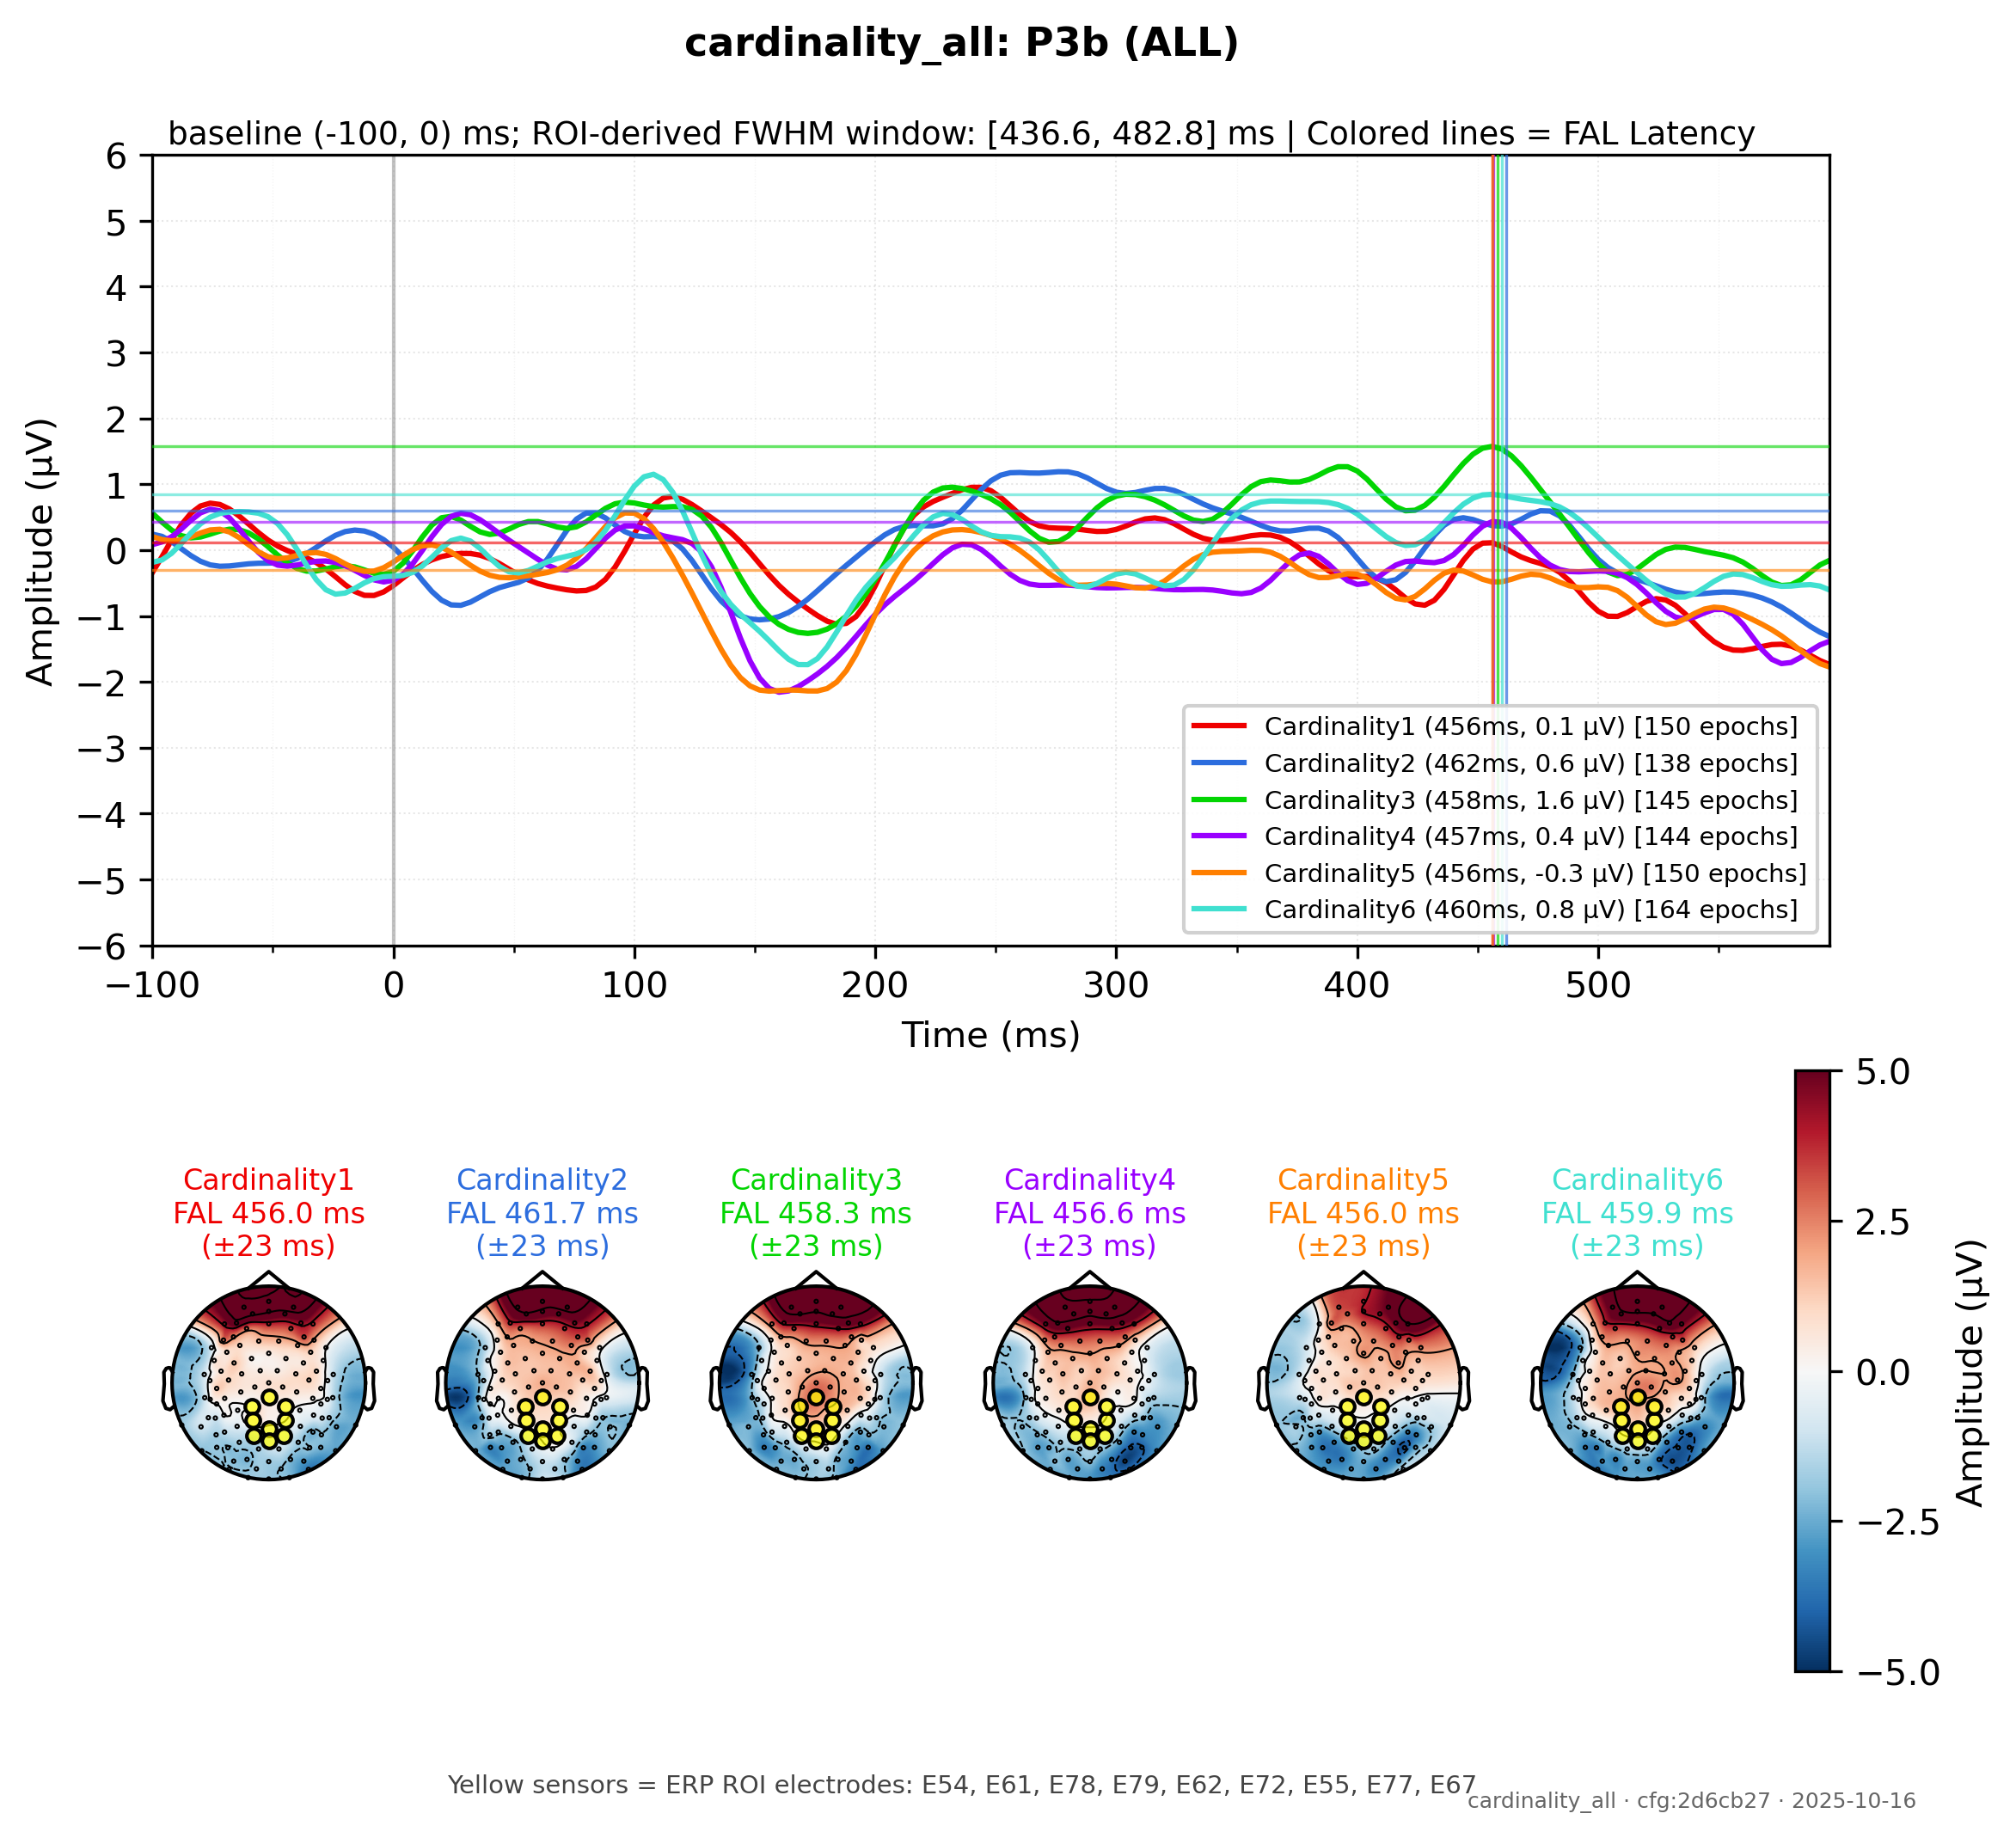 cardinality_all: P3b (ALL)
baseline (-100, 0) ms; ROI-derived FWHM window: [436.6, 482.8] ms | Colored lines = FAL Latency
6
5
4
3
2
1
0
−1
−2
−3
−4
−5
−6
Amplitude (µV)
Cardinality1 (456ms, 0.1 µV) [150 epochs]
Cardinality2 (462ms, 0.6 µV) [138 epochs]
Cardinality3 (458ms, 1.6 µV) [145 epochs]
Cardinality4 (457ms, 0.4 µV) [144 epochs]
Cardinality5 (456ms, -0.3 µV) [150 epochs]
Cardinality6 (460ms, 0.8 µV) [164 epochs]
−100 0 100 200 300 400 500
Time (ms)
Cardinality1
FAL 456.0 ms
(±23 ms)
Cardinality2
FAL 461.7 ms
(±23 ms)
Cardinality3
FAL 458.3 ms
(±23 ms)
Cardinality4
FAL 456.6 ms
(±23 ms)
Cardinality5
FAL 456.0 ms
(±23 ms)
Cardinality6
FAL 459.9 ms
(±23 ms)
5.0
2.5
0.0
−2.5
−5.0
Amplitude (µV)
Yellow sensors = ERP ROI electrodes: E54, E61, E78, E79, E62, E72, E55, E77, E67
cardinality_all · cfg:2d6cb27 · 2025-10-16